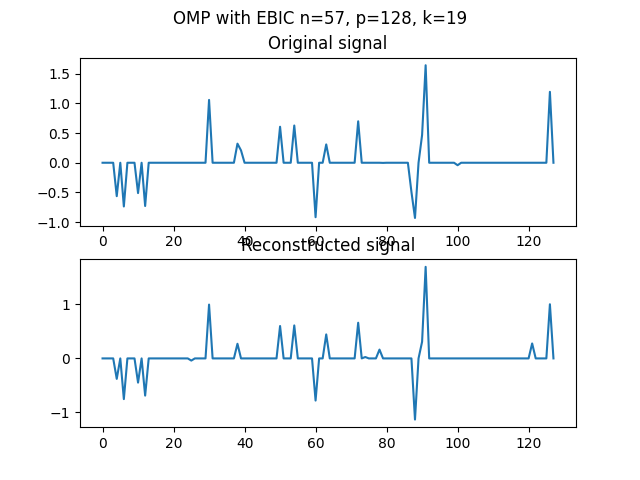 OMP with EBIC n=57, p=128, k=19
Original signal
1.5
1.0
0.5
0.0
−0.5
−1.0
0 20 40 60 80 100 120
Reconstructed signal
1
0
−1
0 20 40 60 80 100 120